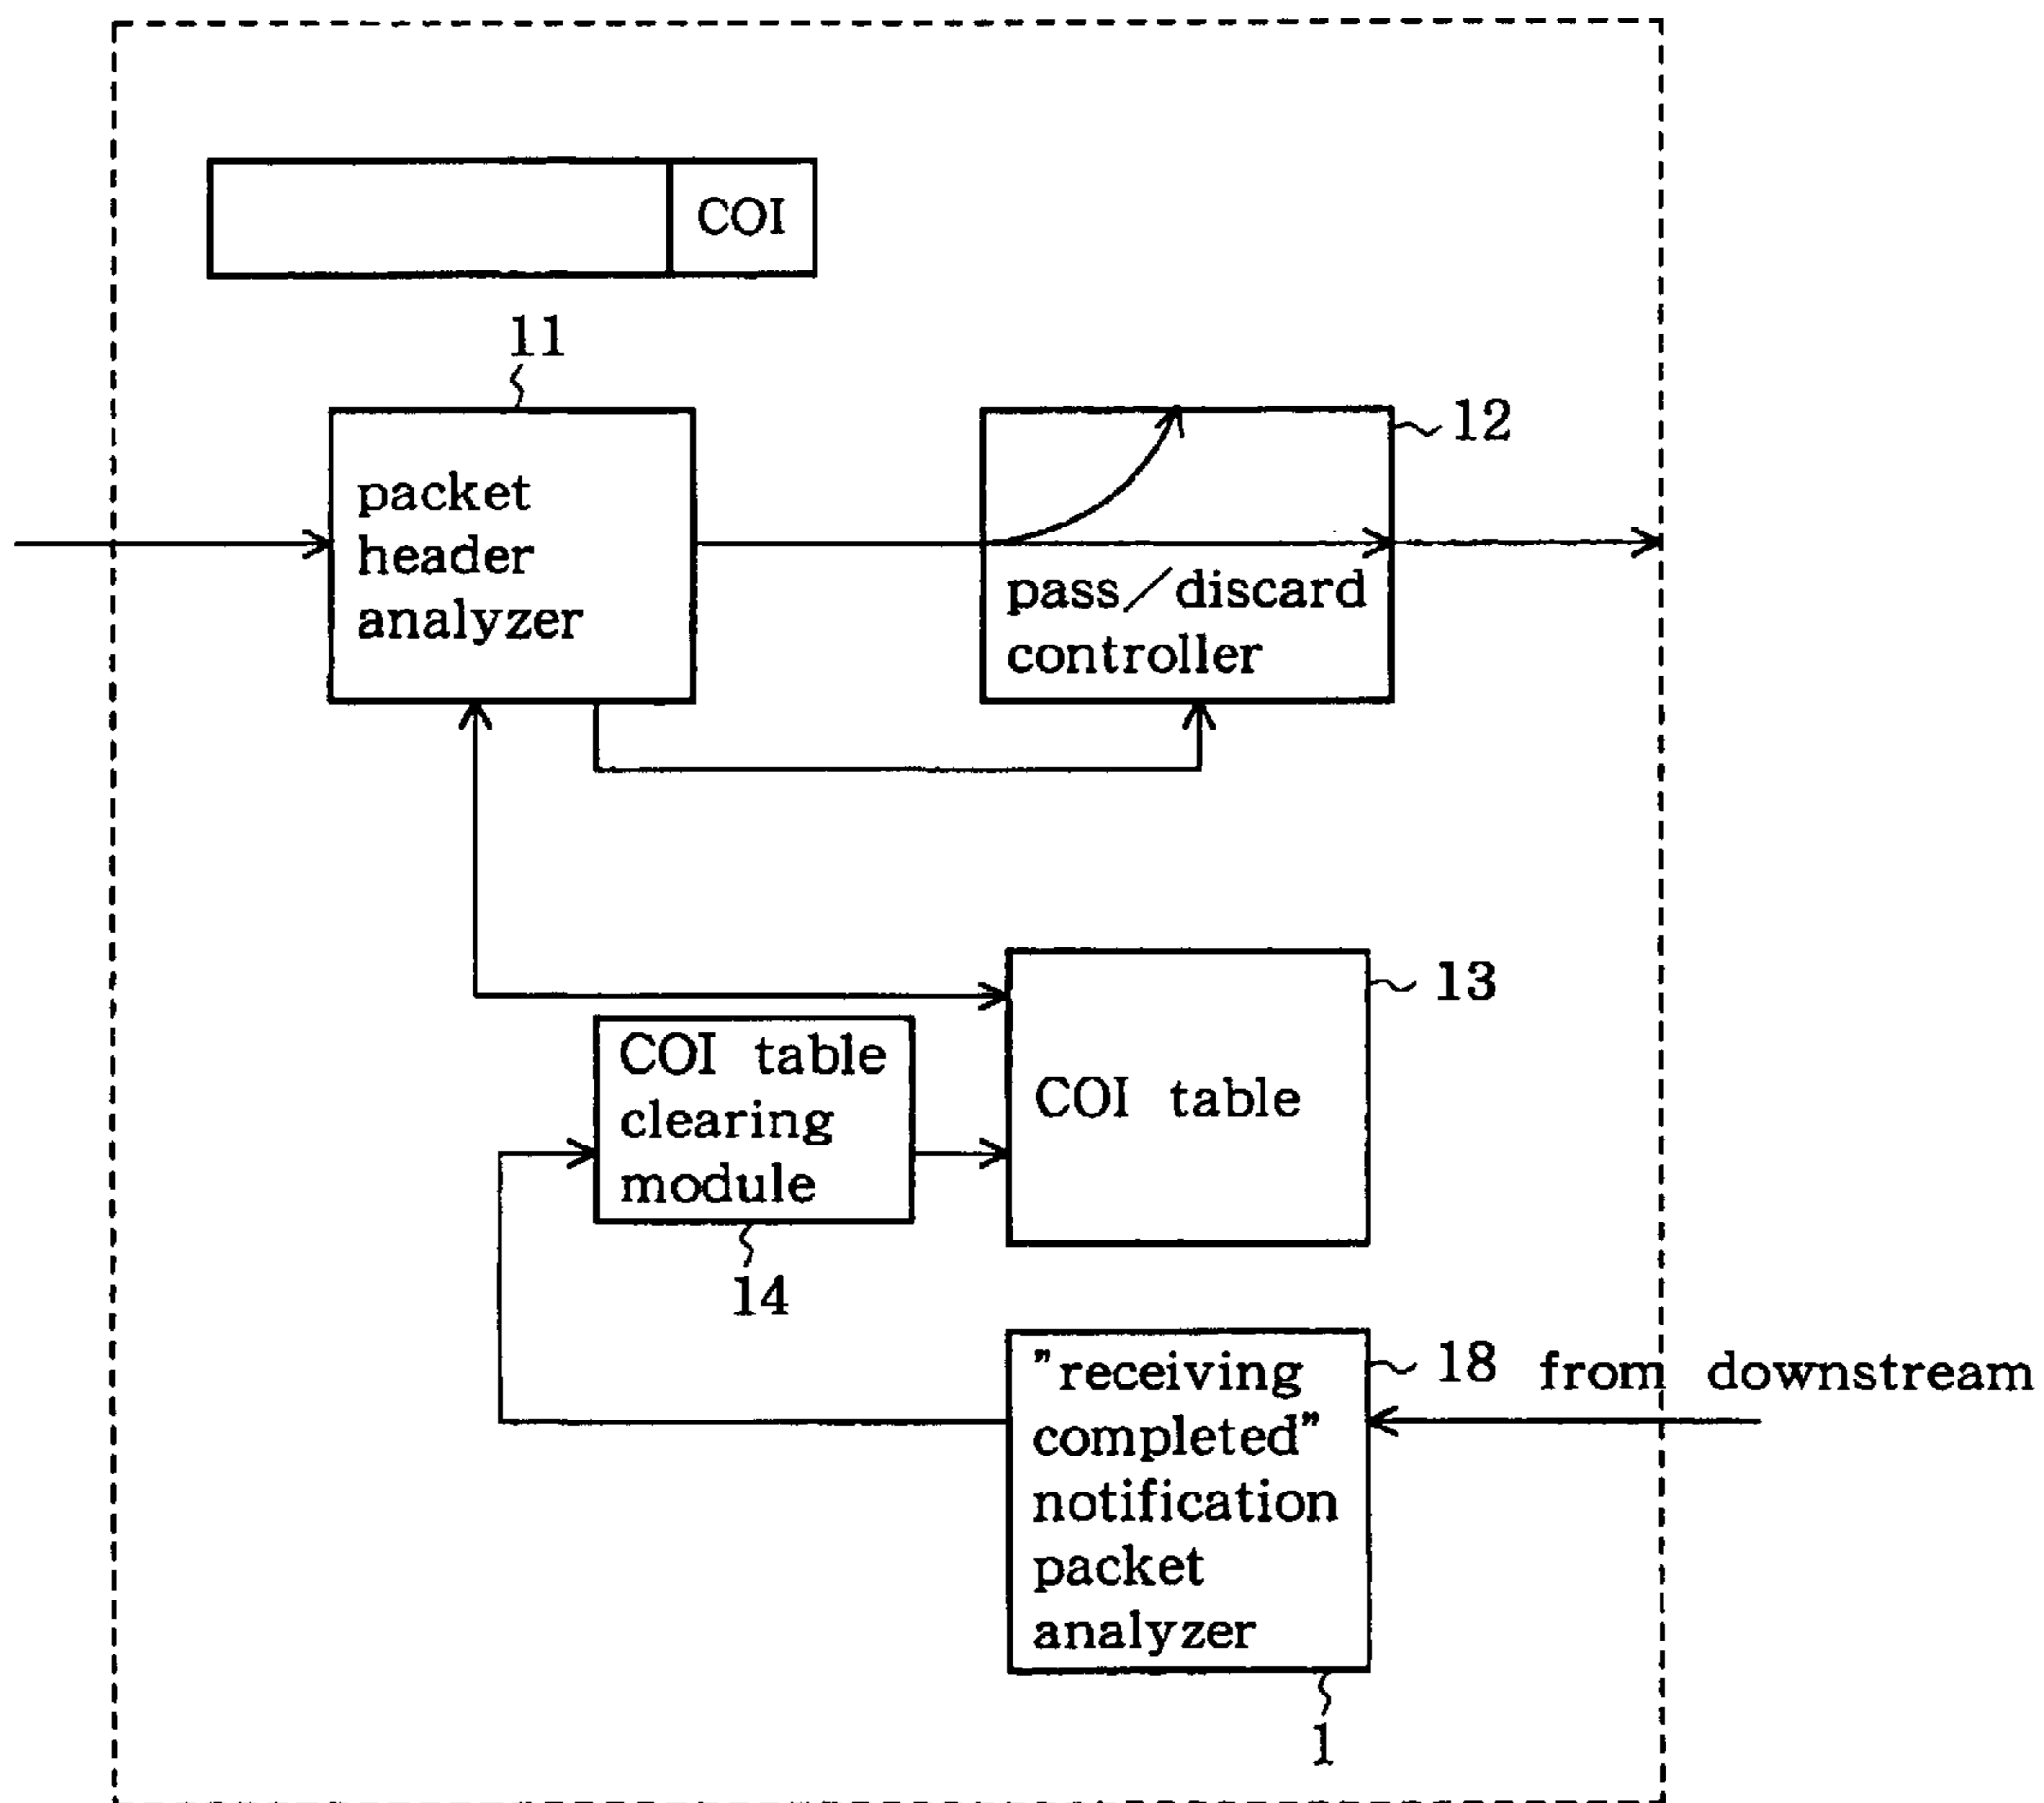 COI
11
packet
header
analyzer
12
pass/discard
controller
13
COI table
clearing
module
COI table
14
18 from downstream
"receiving
completed"
notification
packet
analyzer
1